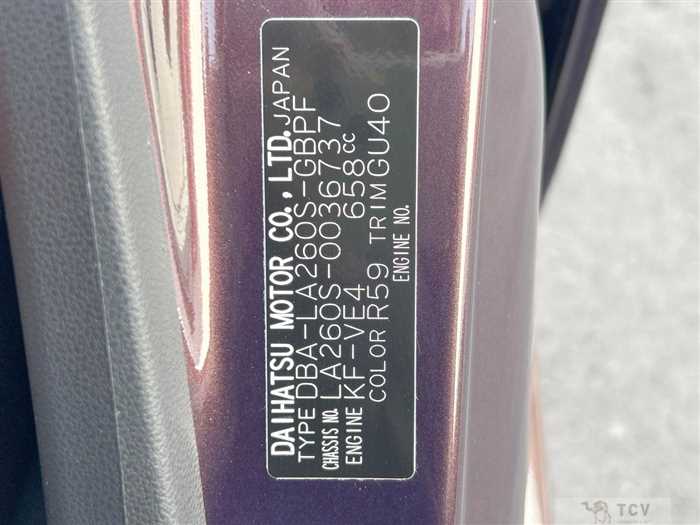 DAIHATSU MOTOR CO., LTD. JAPAN
TYPE DBA-LA260S-GBPF
CHASSIS NO. LA260S-0036737
ENGINE KF-VE4 658cc
COLOR R59 TRIM GU40
ENGINE NO.
TCV